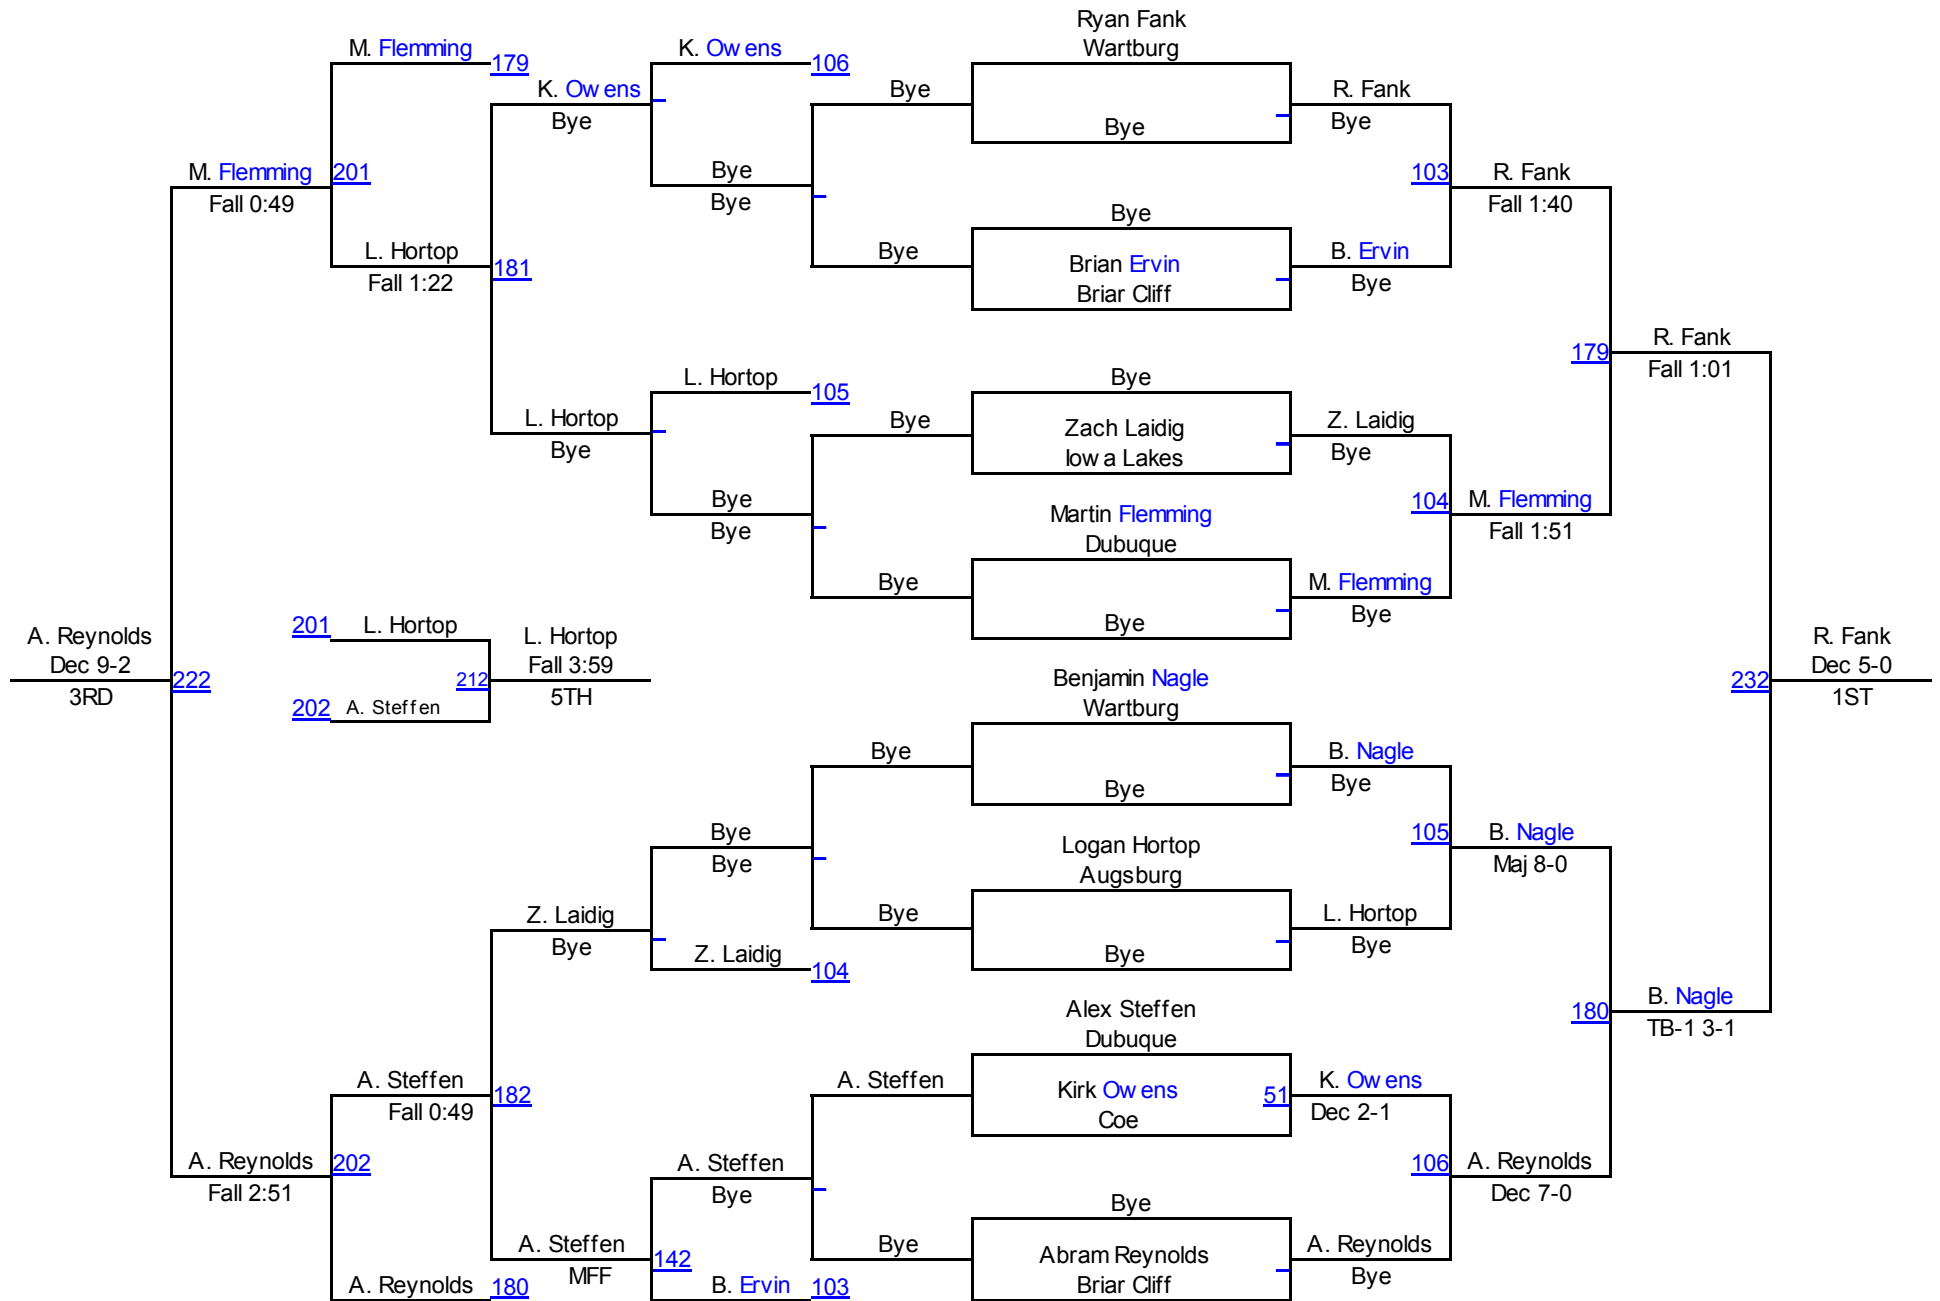 Ryan Fank
Wartburg
M. Flemming
179
K. Owens
106
K. Owens
Bye
Bye
Bye
R. Fank
Bye
M. Flemming
201
Fall 0:49
Bye
Bye
103
R. Fank
Fall 1:40
L. Hortop
Fall 1:22
181
Bye
Bye
Brian Ervin
Briar Cliff
B. Ervin
Bye
179
R. Fank
Fall 1:01
L. Hortop
105
Bye
L. Hortop
Bye
Bye
Zach Laidig
Iowa Lakes
Z. Laidig
Bye
Bye
Bye
104
M. Flemming
Fall 1:51
Martin Flemming
Dubuque
Bye
Bye
M. Flemming
Bye
A. Reynolds
Dec 9-2
3RD
222
201
L. Hortop
202
A. Steffen
212
L. Hortop
Fall 3:59
5TH
232
R. Fank
Dec 5-0
1ST
Benjamin Nagle
Wartburg
Bye
Bye
B. Nagle
Bye
Bye
Bye
105
B. Nagle
Maj 8-0
Logan Hortop
Augsburg
Z. Laidig
Bye
Bye
Bye
L. Hortop
Bye
Z. Laidig
104
180
B. Nagle
TB-1 3-1
Alex Steffen
Dubuque
A. Steffen
Fall 0:49
182
A. Steffen
Kirk Owens
Coe
51
K. Owens
Dec 2-1
A. Reynolds
Fall 2:51
202
A. Steffen
Bye
106
A. Reynolds
Dec 7-0
Bye
A. Steffen
MFF
142
Bye
Abram Reynolds
Briar Cliff
A. Reynolds
Bye
A. Reynolds
180
B. Ervin
103